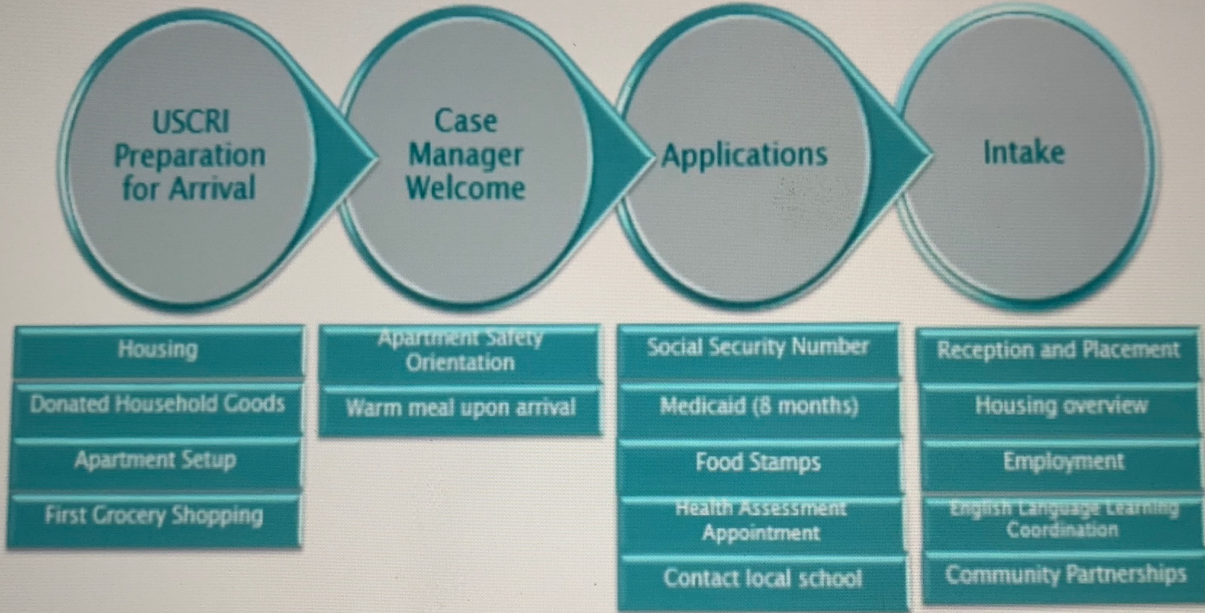 USCRI
Preparation
for Arrival
Case
Manager
Welcome
Applications
Intake
Housing
Donated Household Goods
Apartment Setup
First Grocery Shopping
Apartment Safety
Orientation
Warm meal upon arrival
Social Security Number
Medicaid (8 months)
Food Stamps
Health Assessment
Appointment
Contact local school
Reception and Placement
Housing overview
Employment
English Language Learning
Coordination
Community Partnerships